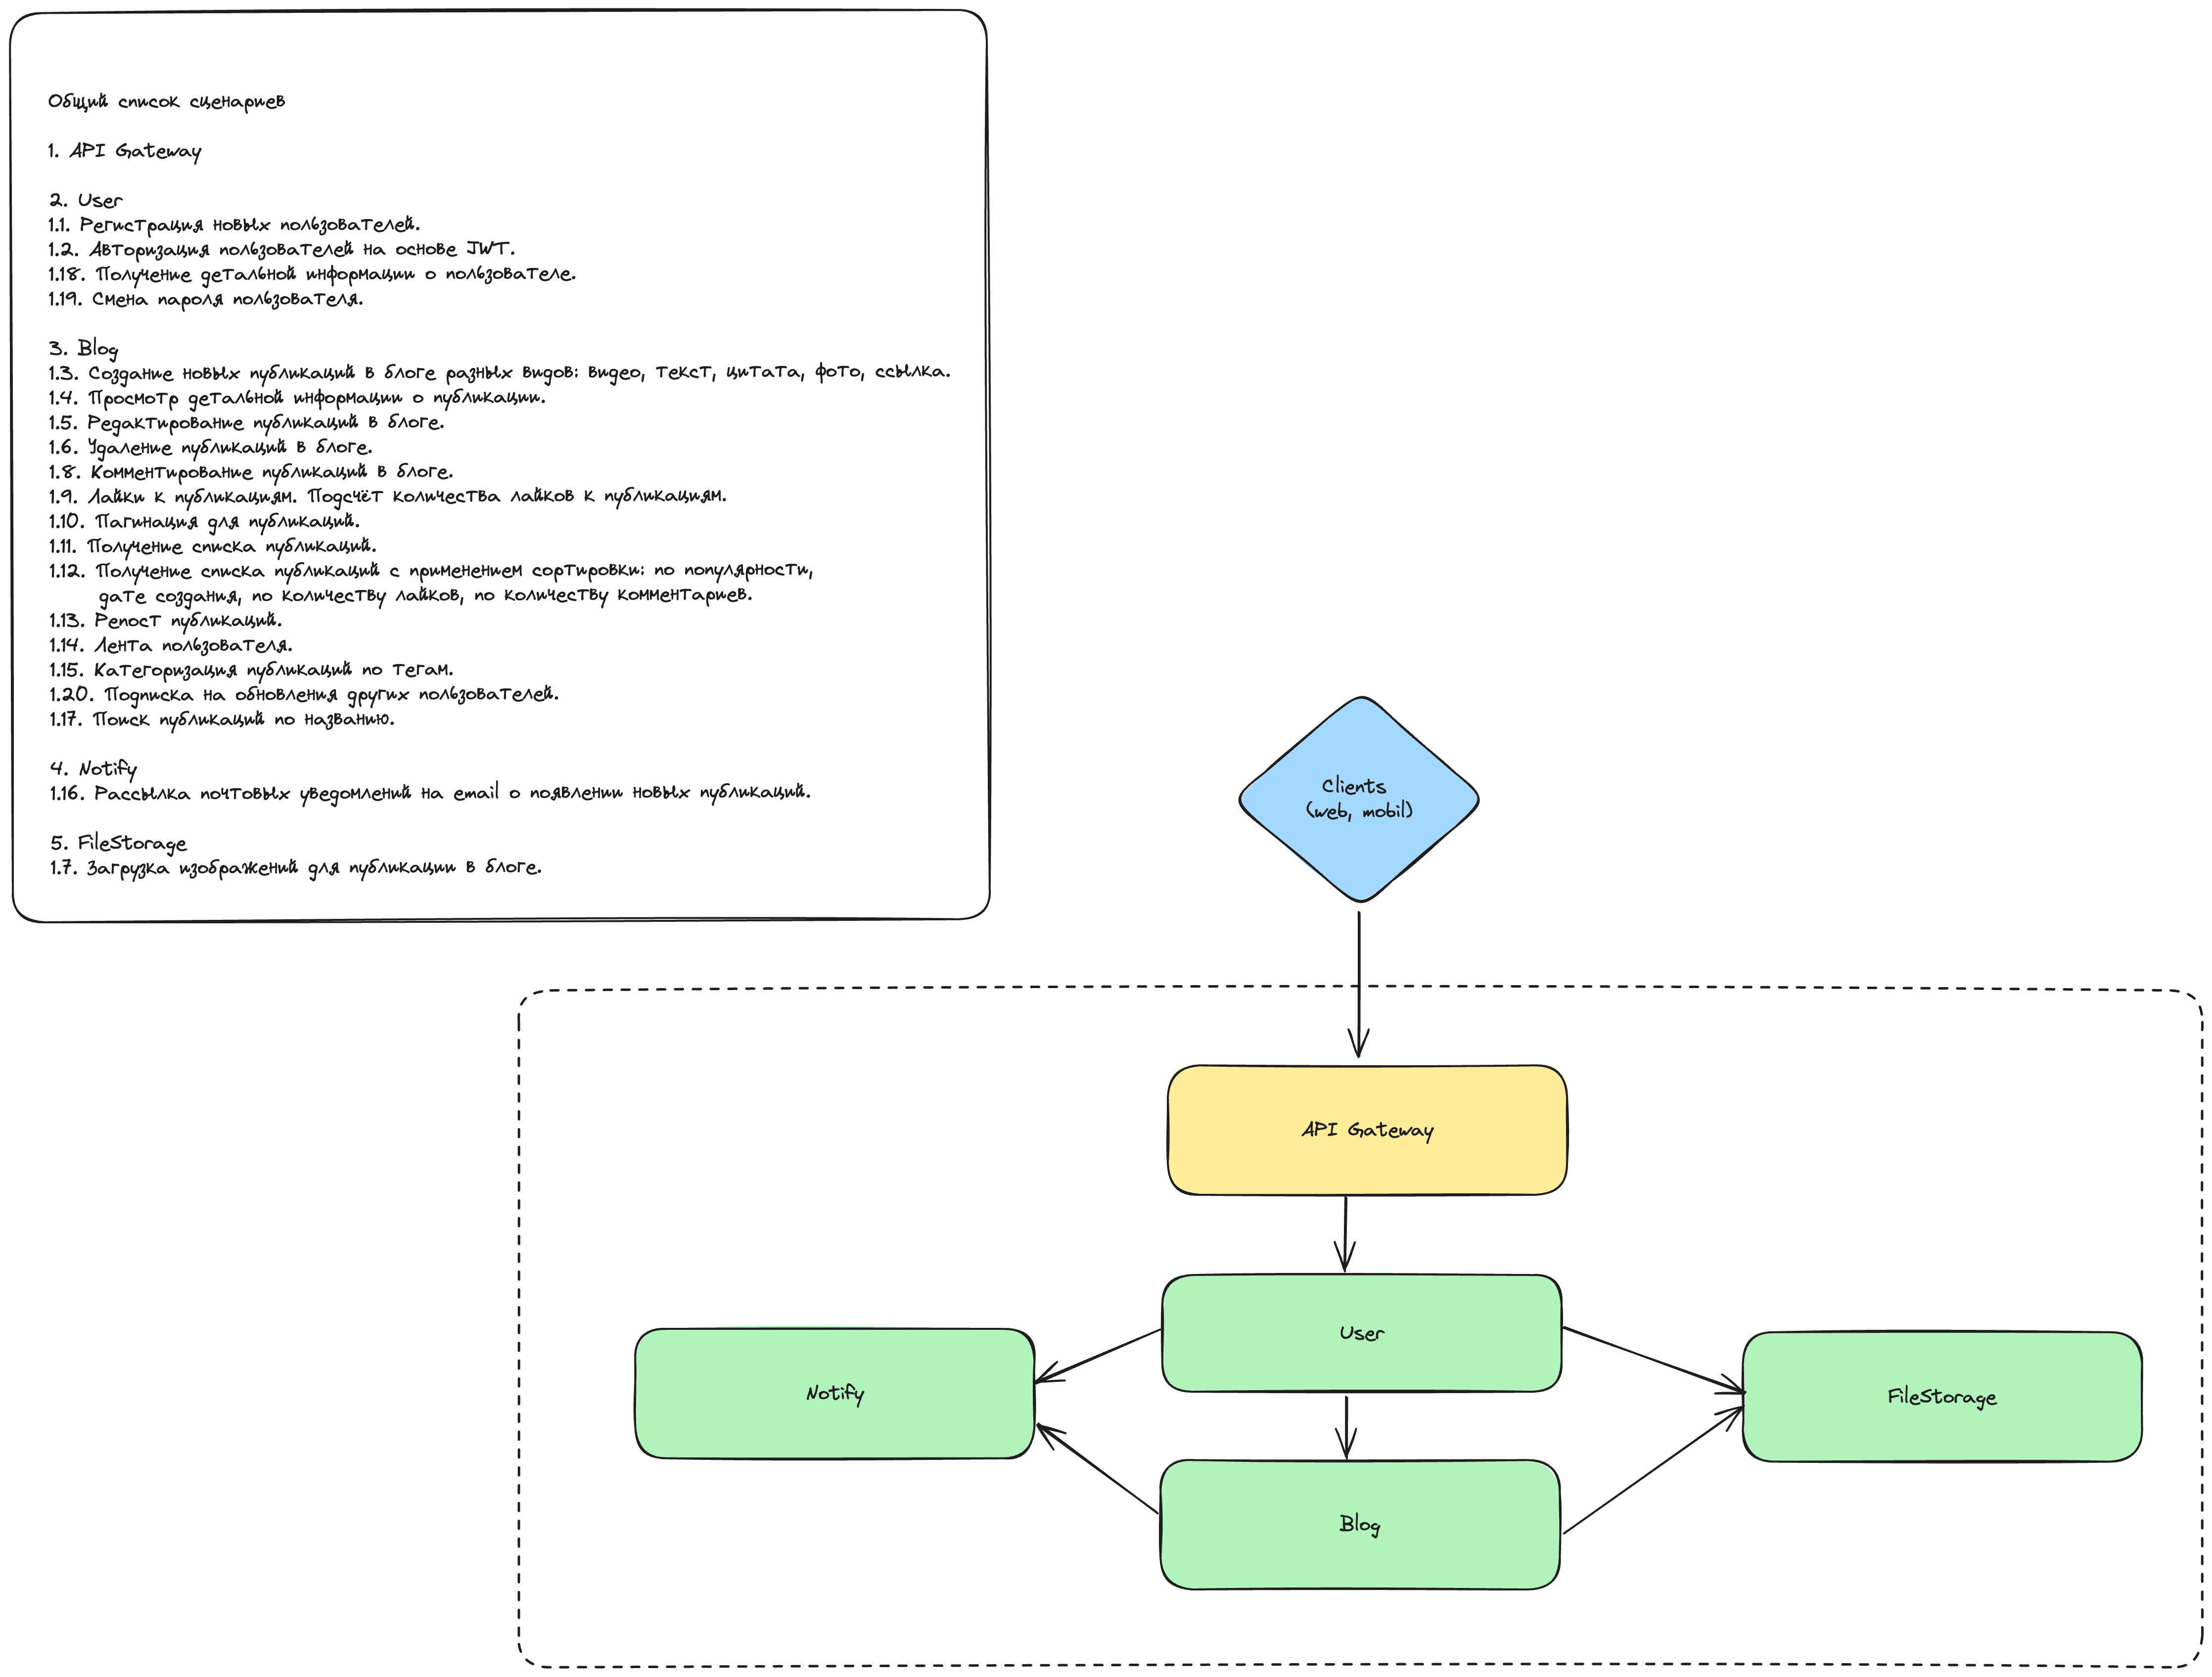 Общий список сценариев
1. API Gateway
2. User
1.1. Регистрация новых пользователей.
1.2. Авторизация пользователей на основе JWT.
1.18. Получение детальной информации о пользователе.
1.19. Смена пароля пользователя.
3. Blog
1.3. Создание новых публикаций в блоге разных видов: видео, текст, цитата, фото, ссылка.
1.4. Просмотр детальной информации о публикации.
1.5. Редактирование публикаций в блоге.
1.6. Удаление публикаций в блоге.
1.8. Комментирование публикаций в блоге.
1.9. Лайки к публикациям. Подсчёт количества лайков к публикациям.
1.10. Пагинация для публикаций.
1.11. Получение списка публикаций.
1.12. Получение списка публикаций с применением сортировки: по популярности,
дате создания, по количеству лайков, по количеству комментариев.
1.13. Репост публикаций.
1.14. Лента пользователя.
1.15. Категоризация публикаций по тегам.
1.20. Подписка на обновления других пользователей.
1.17. Поиск публикаций по названию.
4. Notify
1.16. Рассылка почтовых уведомлений на email о появлении новых публикаций.
5. FileStorage
1.7. Загрузка изображений для публикации в блоге.
Clients
(web, mobil)
API Gateway
User
Notify
FileStorage
Blog